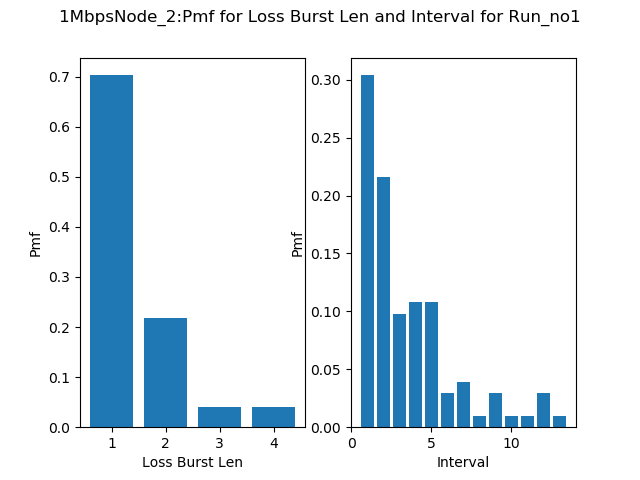 1MbpsNode_2:Pmf for Loss Burst Len and Interval for Run_no1
Pmf
0.7
0.6
0.5
0.4
0.3
0.2
0.1
0.0
1 2 3 4
Loss Burst Len
Pmf
0.30
0.25
0.20
0.15
0.10
0.05
0.00
0 5 10
Interval